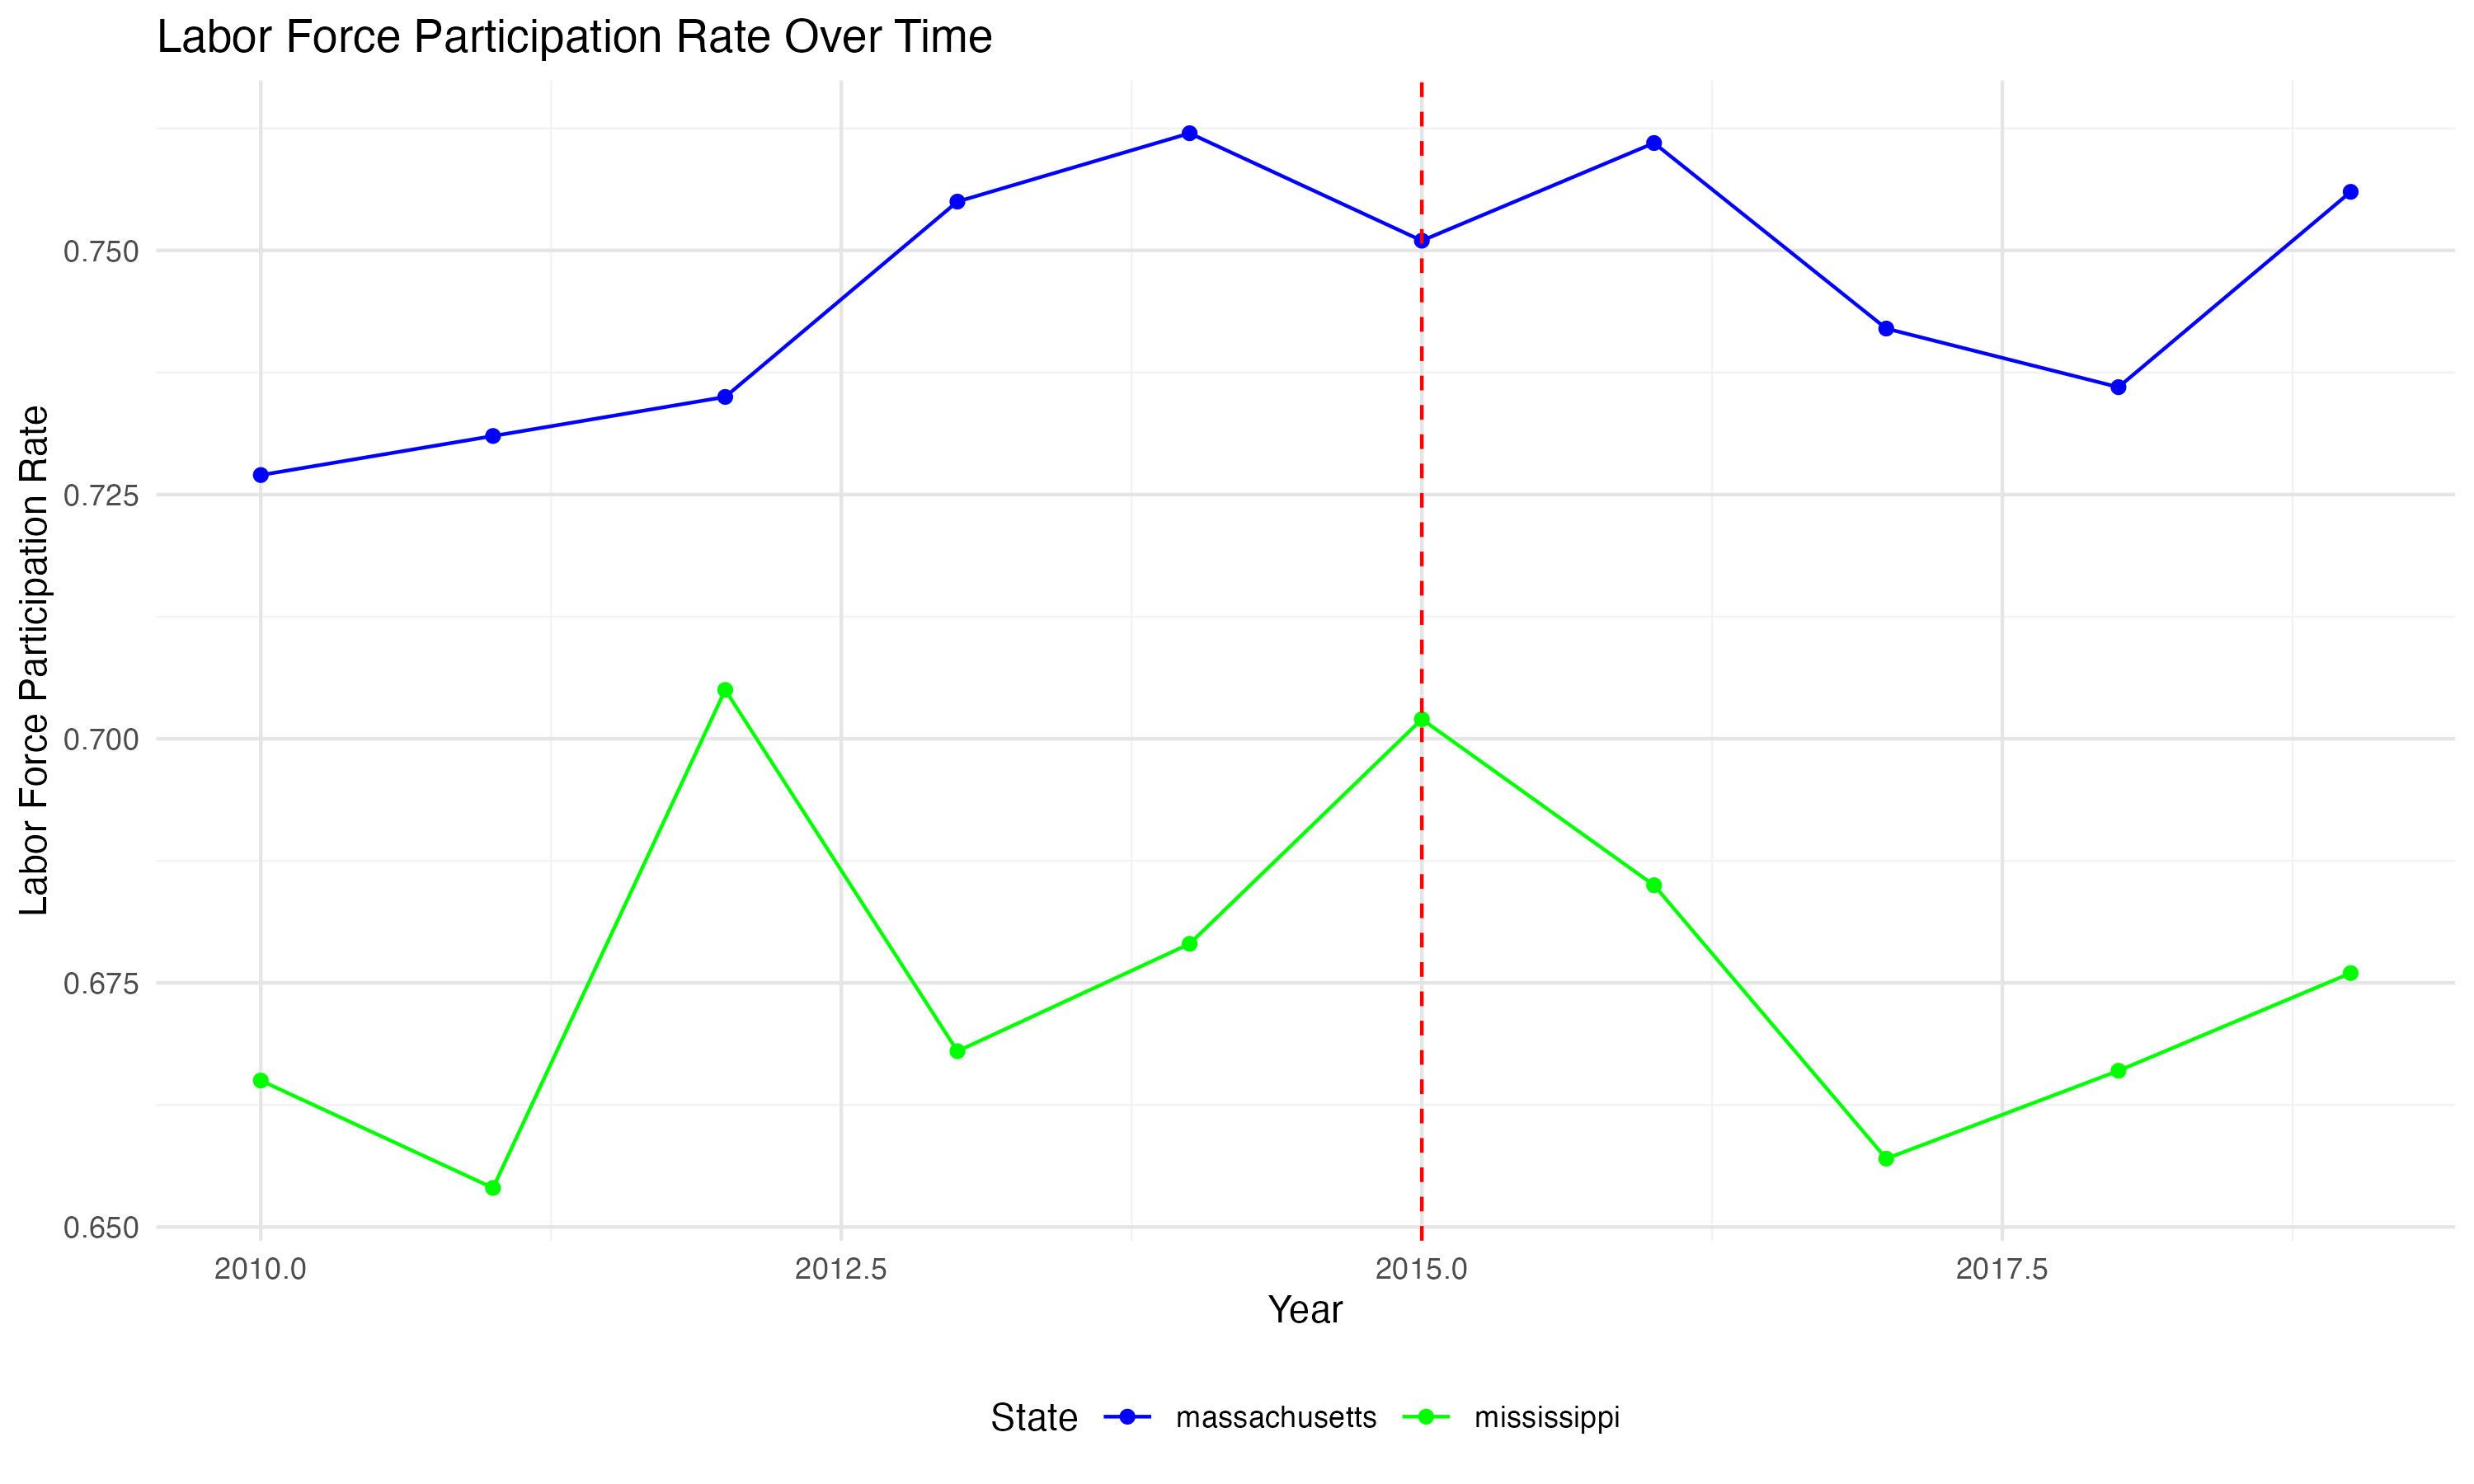 Labor Force Participation Rate Over Time
Labor Force Participation Rate
0.750
0.725
0.700
0.675
0.650
2010.0 2012.5 2015.0 2017.5
Year
State massachusetts mississippi